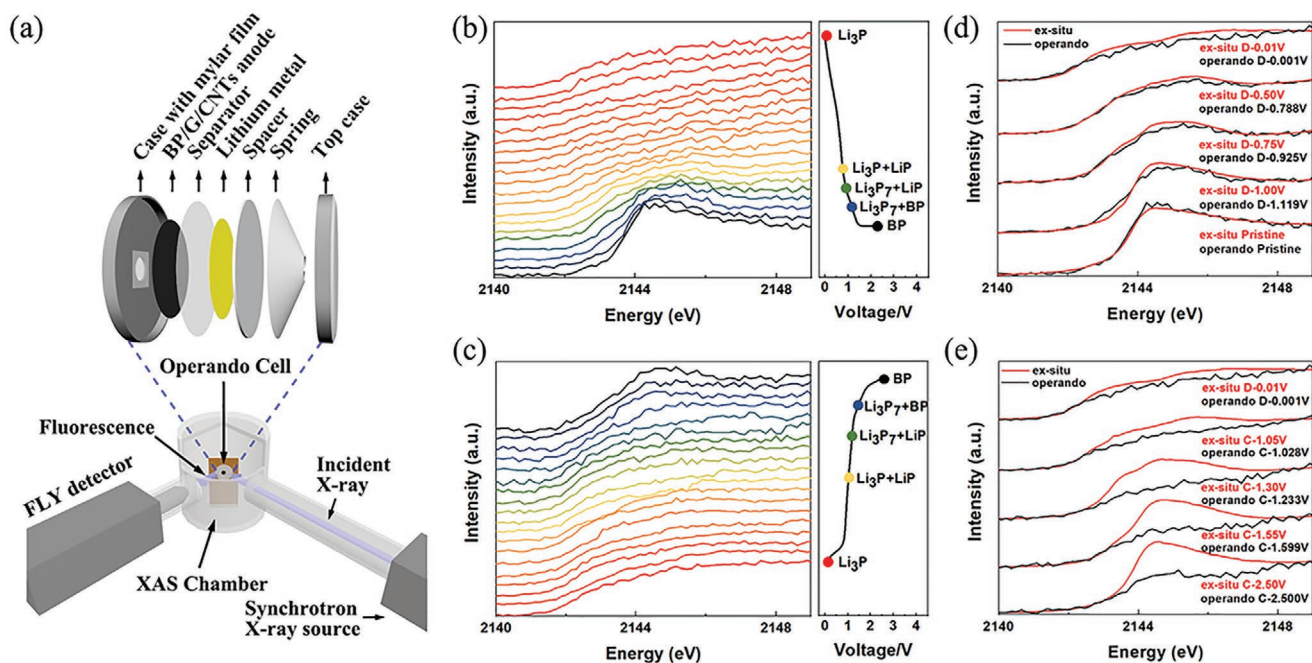 (a)
Case with mylar film
BP/G/CNTs anode
Separator
Lithium metal
Spacer
Spring
Top case
Operando Cell
Fluorescence
FLY detector
Incident
X-ray
XAS Chamber
Synchrotron
X-ray source
(b)
Intensity (a.u.)
2140
2144
2148
Energy (eV)
Li₃P
Li₃P+LiP
Li₃P₇+LiP
Li₃P₇+BP
BP
0 1 2 3 4
Voltage/V
(c)
Intensity (a.u.)
2140
2144
2148
Energy (eV)
BP
Li₃P₇+BP
Li₃P₇+LiP
Li₃P+LiP
Li₃P
0 1 2 3 4
Voltage/V
(d)
Intensity (a.u.)
ex-situ
operando
ex-situ D-0.01V
operando D-0.001V
ex-situ D-0.50V
operando D-0.788V
ex-situ D-0.75V
operando D-0.925V
ex-situ D-1.00V
operando D-1.119V
ex-situ Pristine
operando Pristine
2140
2144
2148
Energy (eV)
(e)
Intensity (a.u.)
ex-situ
operando
ex-situ D-0.01V
operando D-0.001V
ex-situ C-1.05V
operando C-1.028V
ex-situ C-1.30V
operando C-1.233V
ex-situ C-1.55V
operando C-1.599V
ex-situ C-2.50V
operando C-2.500V
2140
2144
2148
Energy (eV)